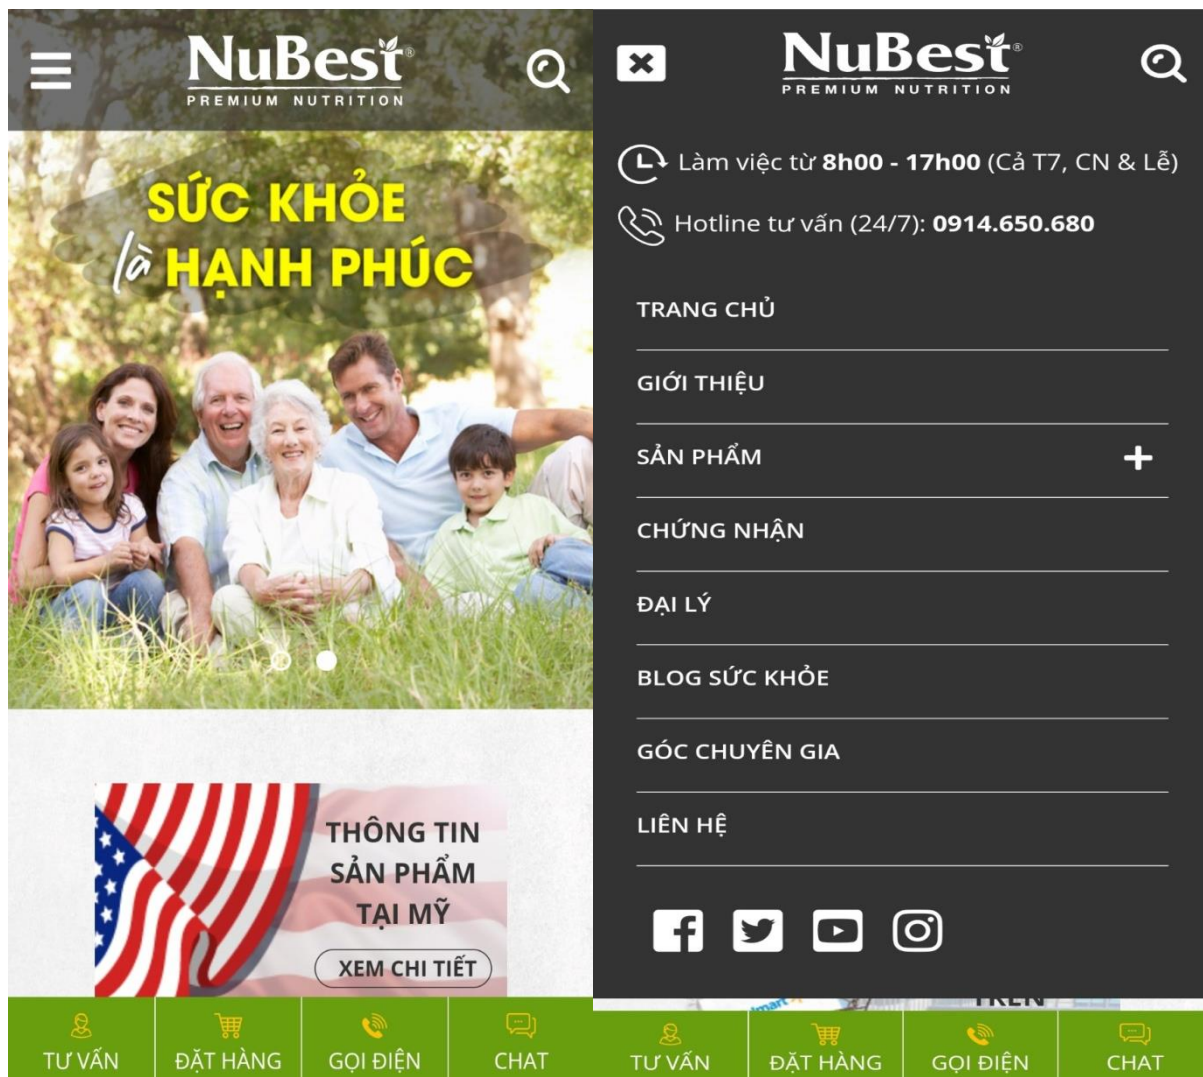 NuBest®
PREMIUM NUTRITION
SỨC KHỎE
là HẠNH PHÚC
THÔNG TIN
SẢN PHẨM
TẠI MỸ
XEM CHI TIẾT
TƯ VẤN
ĐẶT HÀNG
GỌI ĐIỆN
CHAT
NuBest®
PREMIUM NUTRITION
Làm việc từ 8h00 - 17h00 (Cả T7, CN & Lễ)
Hotline tư vấn (24/7): 0914.650.680
TRANG CHỦ
GIỚI THIỆU
SẢN PHẨM
CHỨNG NHẬN
ĐẠI LÝ
BLOG SỨC KHỎE
GÓC CHUYÊN GIA
LIÊN HỆ
TRÊN
TƯ VẤN
ĐẶT HÀNG
GỌI ĐIỆN
CHAT